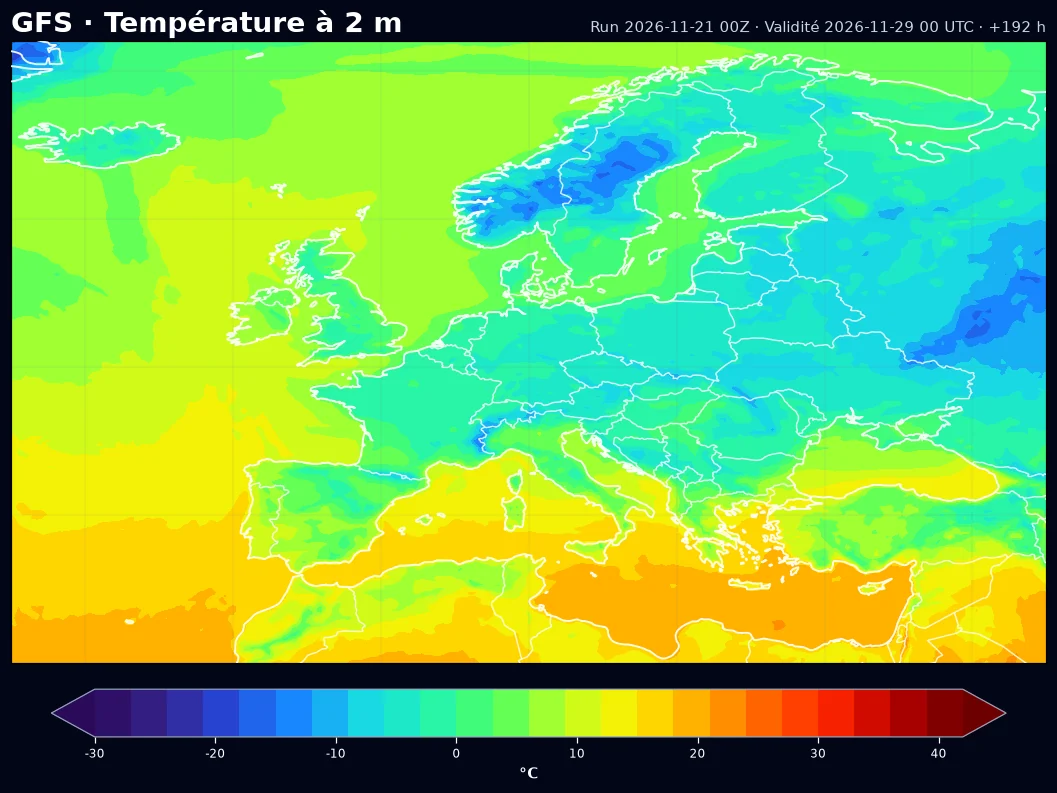 GFS · Température à 2 m
Run 2026-11-21 00Z · Validité 2026-11-29 00 UTC · +192 h
-30 -20 -10 0 10 20 30 40
°C